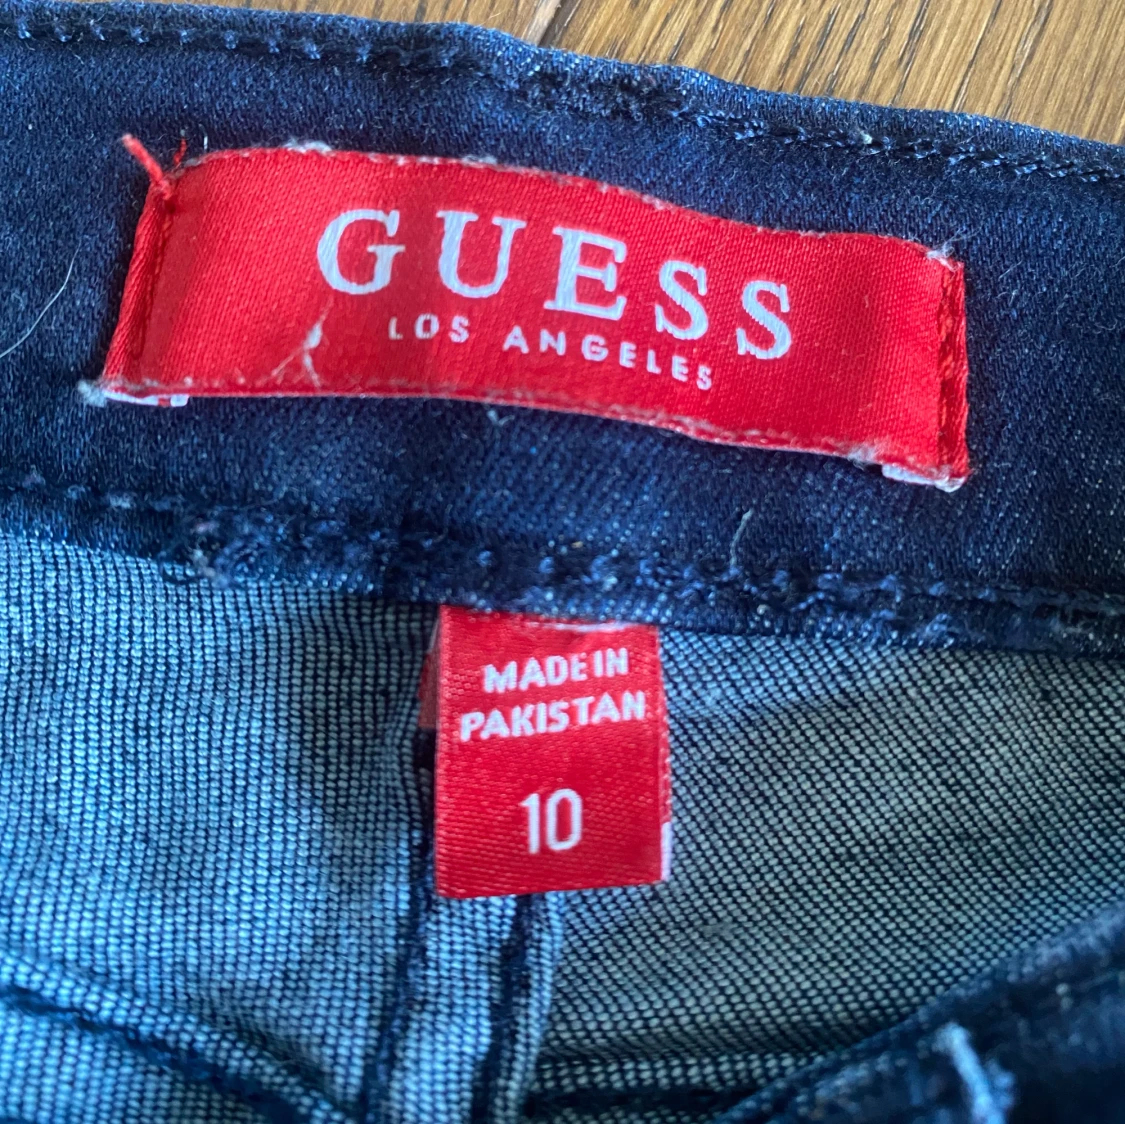 GUESS
LOS ANGELES
MADE IN
PAKISTAN
10